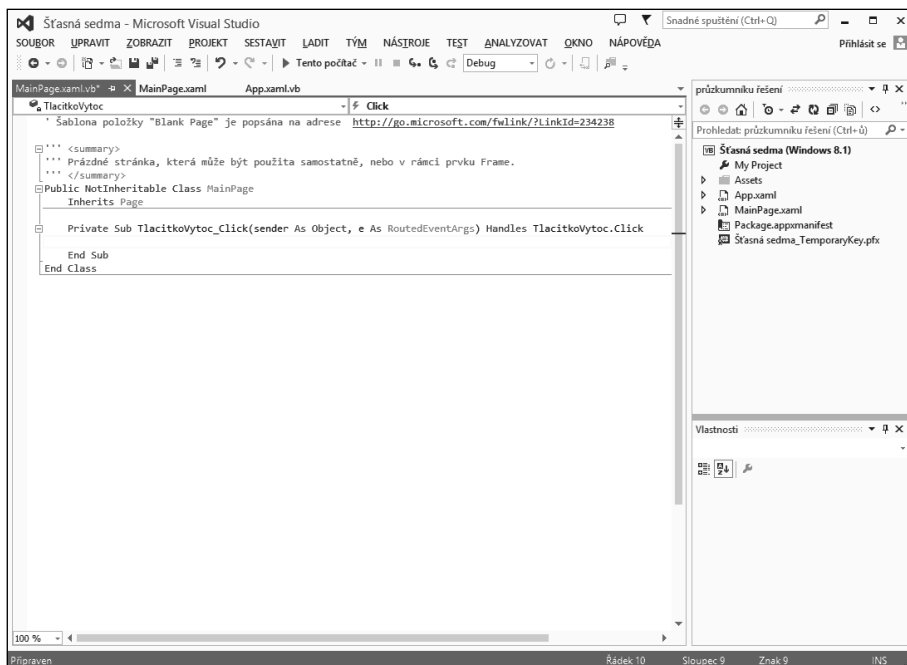 Šťasná sedma - Microsoft Visual Studio
Snadné spuštění (Ctrl+Q)
SOUBOR UPRAVIT ZOBRAZIT PROJEKT SESTAVIT LADIT TÝM NÁSTROJE TEST ANALYZOVAT OKNO NÁPOVĚDA
Přihlásit se
Tento počítač
Debug
MainPage.xaml.vb* MainPage.xaml App.xaml.vb
TlacitkoVytoc
Click
' Šablona položky "Blank Page" je popsána na adrese http://go.microsoft.com/fwlink/?LinkId=234238
''' <summary>
''' Prázdné stránka, která může být použita samostatně, nebo v rámci prvku Frame.
''' </summary>
Public NotInheritable Class MainPage
Inherits Page
Private Sub TlacitkoVytoc_Click(sender As Object, e As RoutedEventArgs) Handles TlacitkoVytoc.Click
End Sub
End Class
100 %
průzkumníku řešení
Prohledat: průzkumníku řešení (Ctrl+ů)
VB Šťasná sedma (Windows 8.1)
My Project
Assets
App.xaml
MainPage.xaml
Package.appxmanifest
Šťasná sedma_TemporaryKey.pfx
Vlastnosti
Připraven
Řádek 10 Sloupec 9 Znak 9 INS